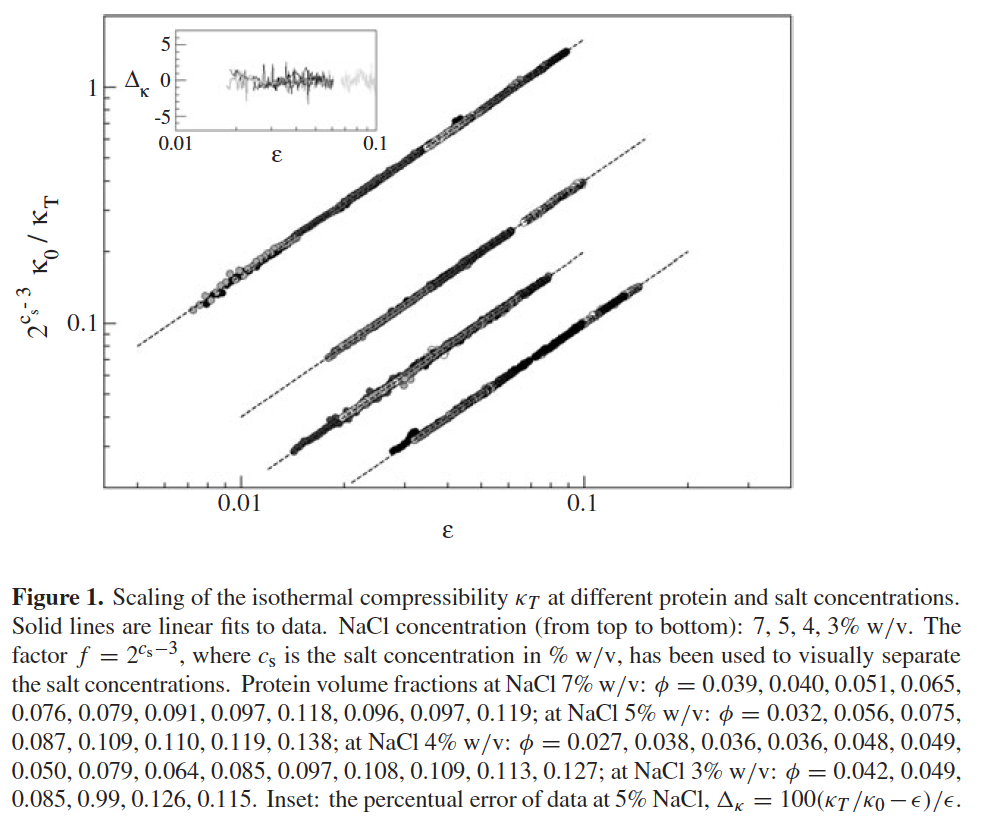 5
Δκ 0
-5
0.01 0.1
ε
1
0.1
2^{c_s - 3} κ_0 / κ_T
0.01 0.1
ε
Figure 1. Scaling of the isothermal compressibility κ_T at different protein and salt concentrations.
Solid lines are linear fits to data. NaCl concentration (from top to bottom): 7, 5, 4, 3% w/v. The
factor f = 2^{c_s−3}, where c_s is the salt concentration in % w/v, has been used to visually separate
the salt concentrations. Protein volume fractions at NaCl 7% w/v: ϕ = 0.039, 0.040, 0.051, 0.065,
0.076, 0.079, 0.091, 0.097, 0.118, 0.096, 0.097, 0.119; at NaCl 5% w/v: ϕ = 0.032, 0.056, 0.075,
0.087, 0.109, 0.110, 0.119, 0.138; at NaCl 4% w/v: ϕ = 0.027, 0.038, 0.036, 0.036, 0.048, 0.049,
0.050, 0.079, 0.064, 0.085, 0.097, 0.108, 0.109, 0.113, 0.127; at NaCl 3% w/v: ϕ = 0.042, 0.049,
0.085, 0.99, 0.126, 0.115. Inset: the percentual error of data at 5% NaCl, Δ_κ = 100(κ_T/κ_0 − ϵ)/ϵ.